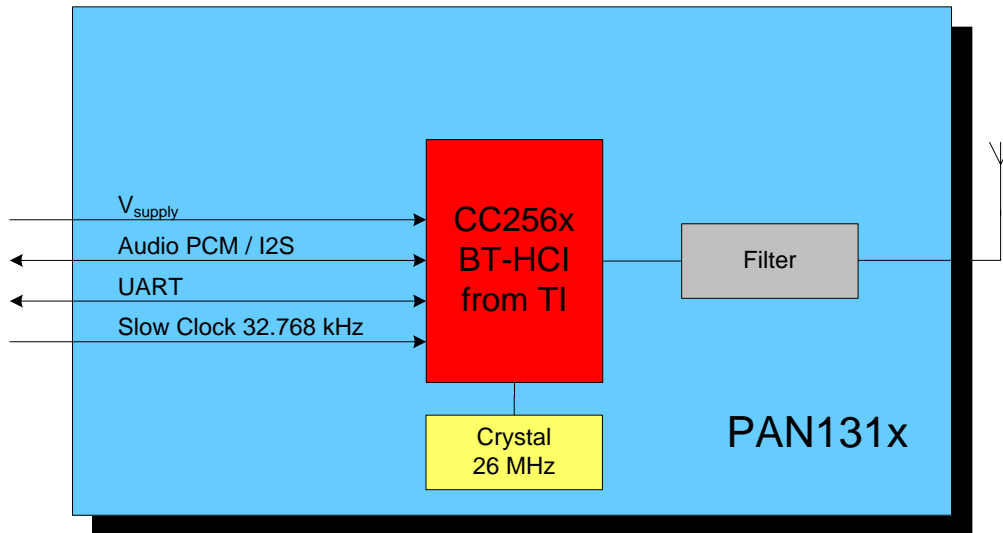 V_supply
Audio PCM / I2S
UART
Slow Clock 32.768 kHz
CC256x
BT-HCI
from TI
Filter
Crystal
26 MHz
PAN131x